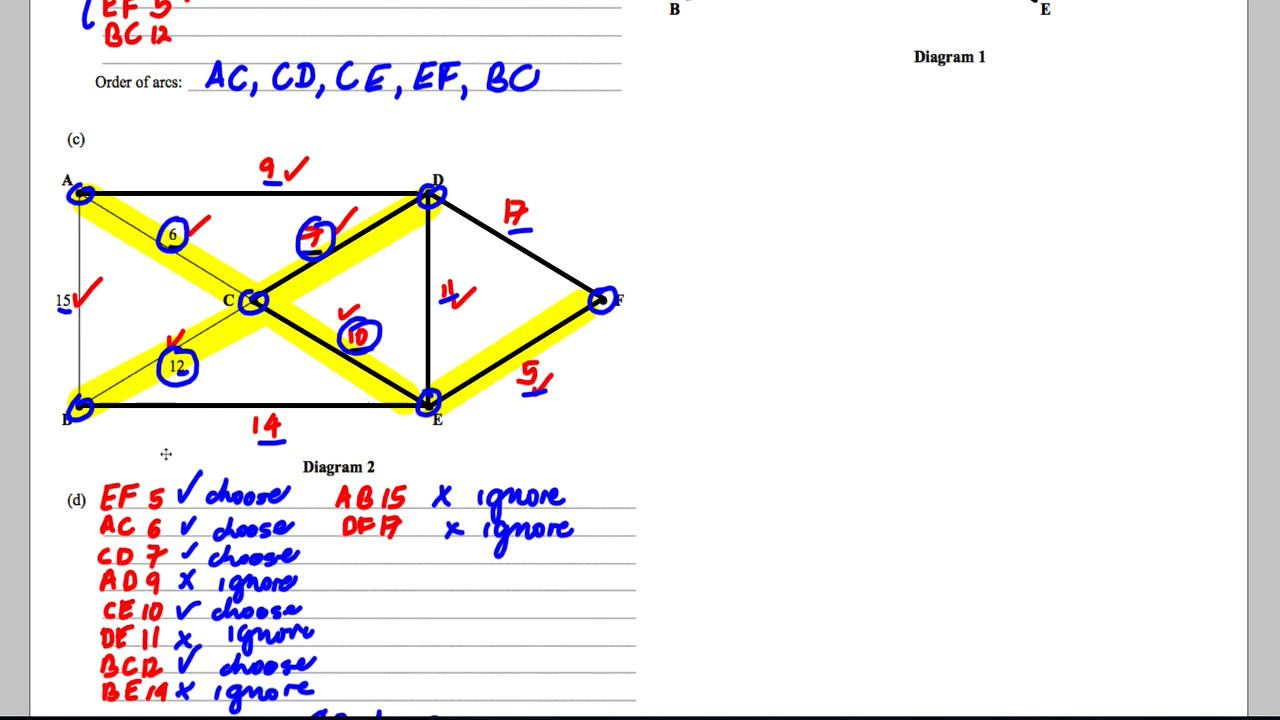 EF 5
BC 12
Order of arcs: AC, CD, CE, EF, BC
(c)
A 9 D
6 7 17
15 C 11 F
10
12 5
B 14 E
Diagram 2
(d) EF 5 ✓ choose AB 15 × ignore
AC 6 ✓ choose DF 17 × ignore
CD 7 ✓ choose
AD 9 × ignore
CE 10 ✓ choose
DE 11 × ignore
BC 12 ✓ choose
BE 14 × ignore
B E
Diagram 1